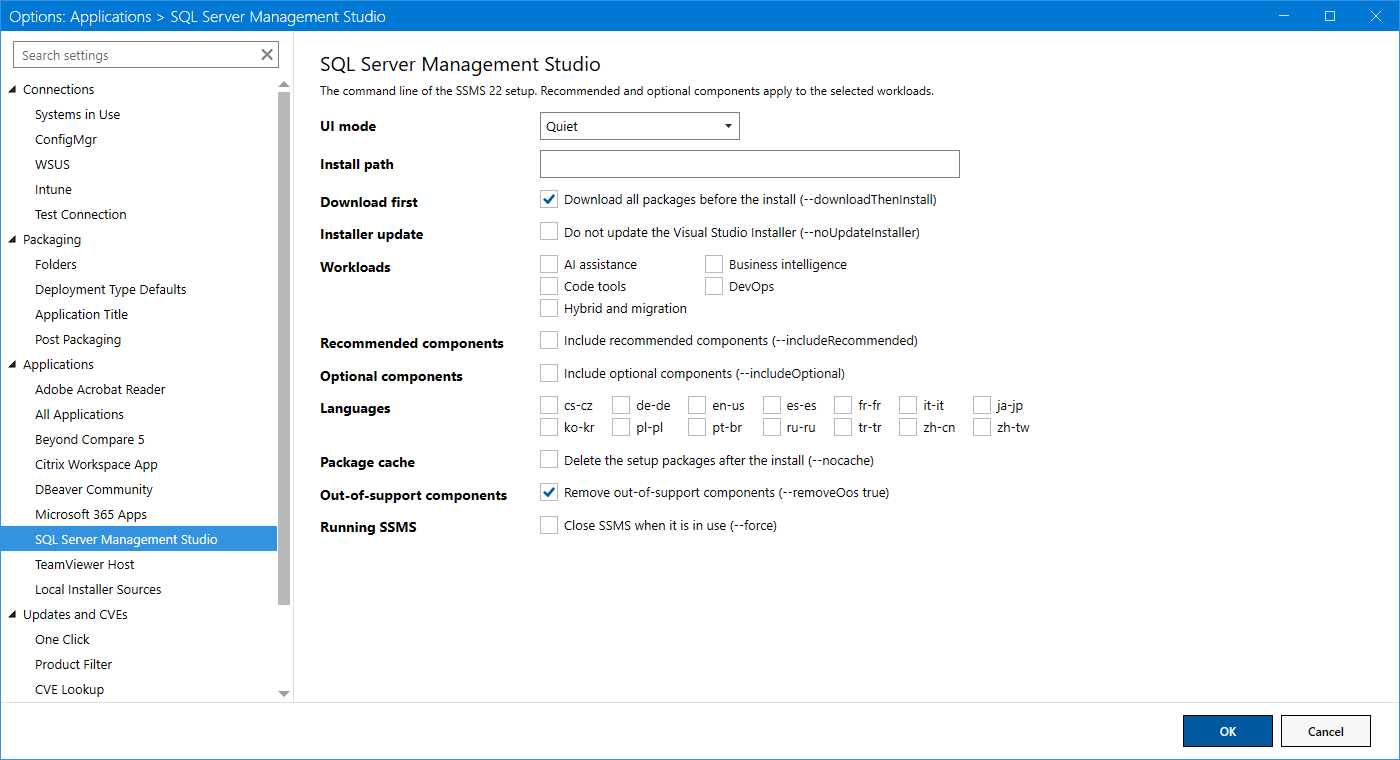 Options: Applications > SQL Server Management Studio
Search settings
Connections
Systems in Use
ConfigMgr
WSUS
Intune
Test Connection
Packaging
Folders
Deployment Type Defaults
Application Title
Post Packaging
Applications
Adobe Acrobat Reader
All Applications
Beyond Compare 5
Citrix Workspace App
DBeaver Community
Microsoft 365 Apps
SQL Server Management Studio
TeamViewer Host
Local Installer Sources
Updates and CVEs
One Click
Product Filter
CVE Lookup
SQL Server Management Studio
The command line of the SSMS 22 setup. Recommended and optional components apply to the selected workloads.
UI mode Quiet
Install path
Download first Download all packages before the install (--downloadThenInstall)
Installer update Do not update the Visual Studio Installer (--noUpdateInstaller)
Workloads AI assistance Business intelligence
Code tools DevOps
Hybrid and migration
Recommended components Include recommended components (--includeRecommended)
Optional components Include optional components (--includeOptional)
Languages cs-cz de-de en-us es-es fr-fr it-it ja-jp
ko-kr pl-pl pt-br ru-ru tr-tr zh-cn zh-tw
Package cache Delete the setup packages after the install (--nocache)
Out-of-support components Remove out-of-support components (--removeOos true)
Running SSMS Close SSMS when it is in use (--force)
OK Cancel